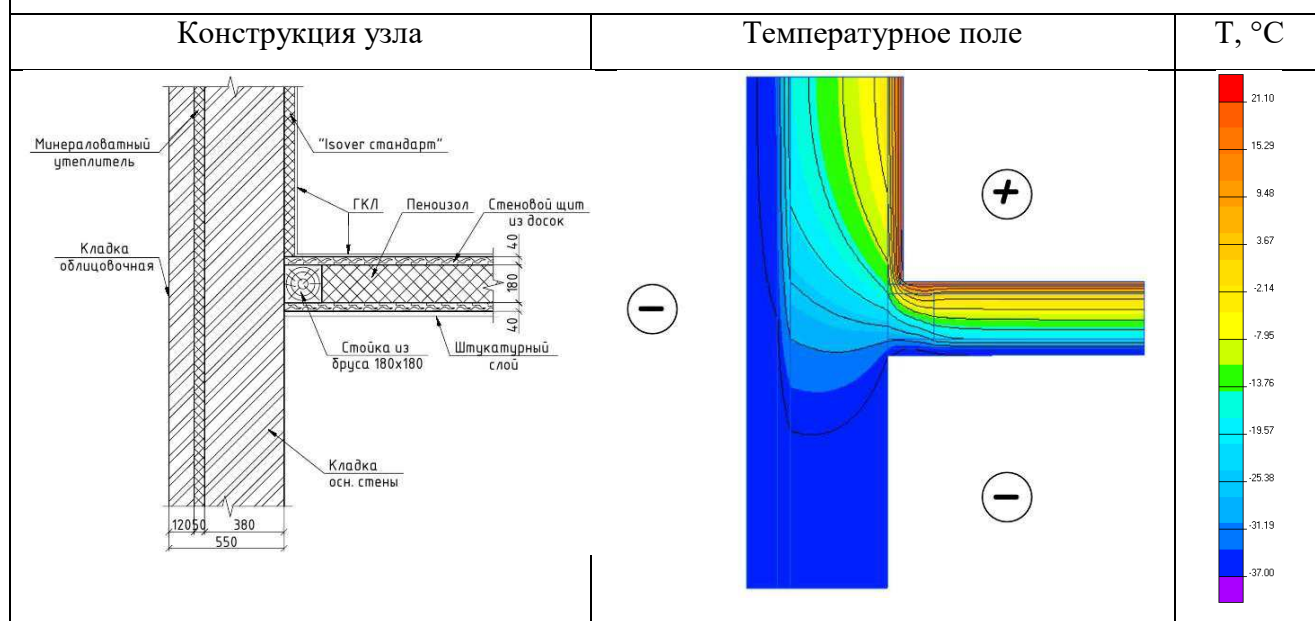 Конструкция узла
Температурное поле
Т, °С
Минераловатный
утеплитель
"Isover стандарт"
ГКЛ
Пеноизол
Стеновой щит
из досок
Кладка
облицовочная
40
180
40
Стойка из
бруса 180х180
Штукатурный
слой
Кладка
осн. стены
120
50
380
550
−
+
−
21.10
15.29
9.48
3.67
-2.14
-7.95
-13.76
-19.57
-25.38
-31.19
-37.00